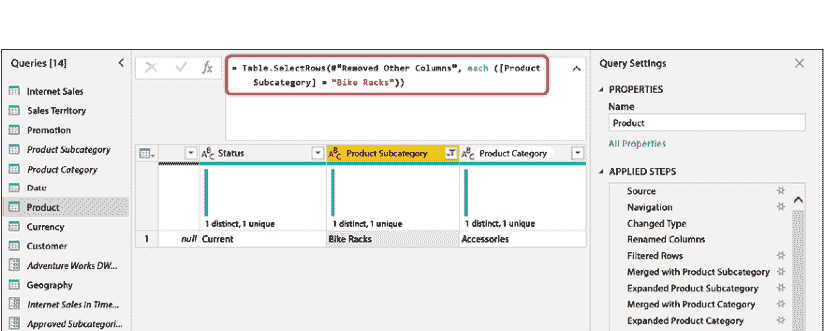 Queries [14]
Internet Sales
Sales Territory
Promotion
Product Subcategory
Product Category
Date
Product
Currency
Customer
Adventure Works DW...
Geography
Internet Sales in Time...
Approved Subcategori...
fx
= Table.SelectRows(#"Removed Other Columns", each ([Product
Subcategory] = "Bike Racks"))
ABC Status
ABC Product Subcategory
ABC Product Category
1 distinct, 1 unique
1 distinct, 1 unique
1 distinct, 1 unique
1 null Current Bike Racks Accessories
Query Settings
PROPERTIES
Name
Product
All Properties
APPLIED STEPS
Source
Navigation
Changed Type
Renamed Columns
Filtered Rows
Merged with Product Subcategory
Expanded Product Subcategory
Merged with Product Category
Expanded Product Category